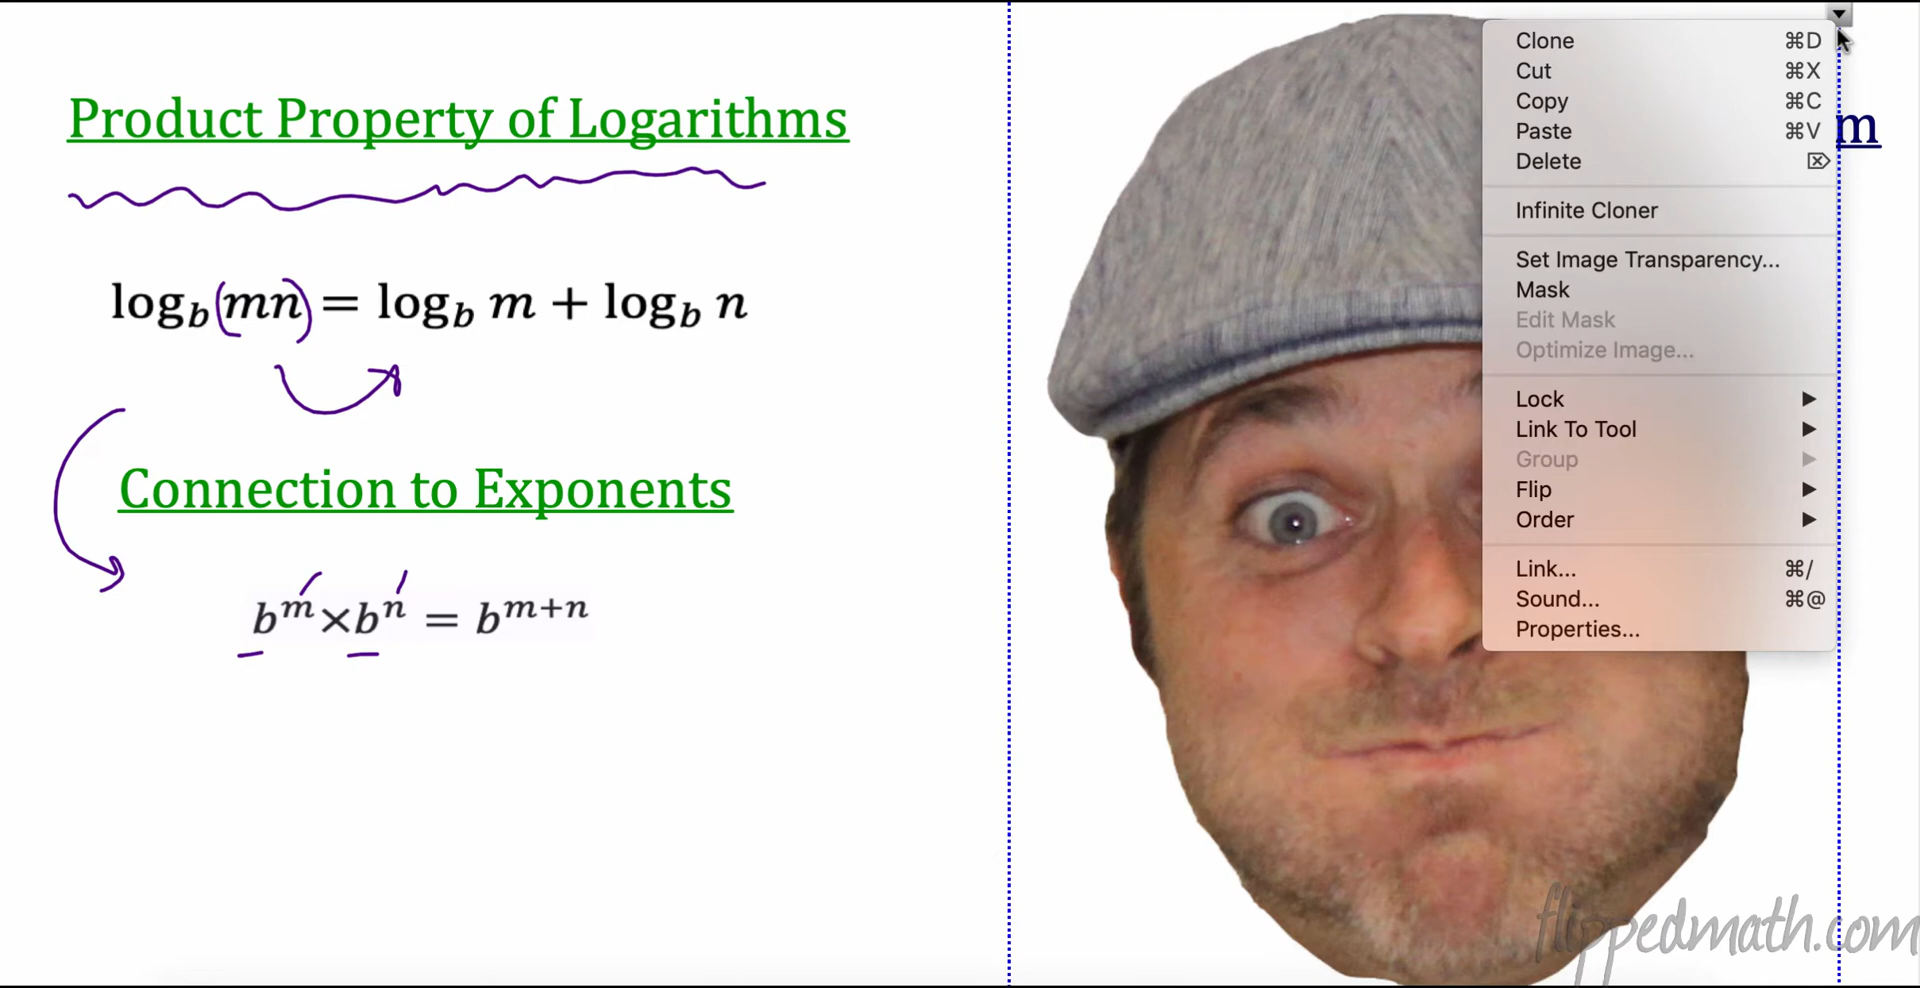 Product Property of Logarithms
log_b(mn) = log_b m + log_b n
Connection to Exponents
b^m×b^n = b^{m+n}
Clone ⌘D
Cut ⌘X
Copy ⌘C
Paste ⌘V
Delete ⌦
Infinite Cloner
Set Image Transparency...
Mask
Edit Mask
Optimize Image...
Lock ▶
Link To Tool ▶
Group ▶
Flip ▶
Order ▶
Link... ⌘/
Sound... ⌘@
Properties...
m
flippedmath.com